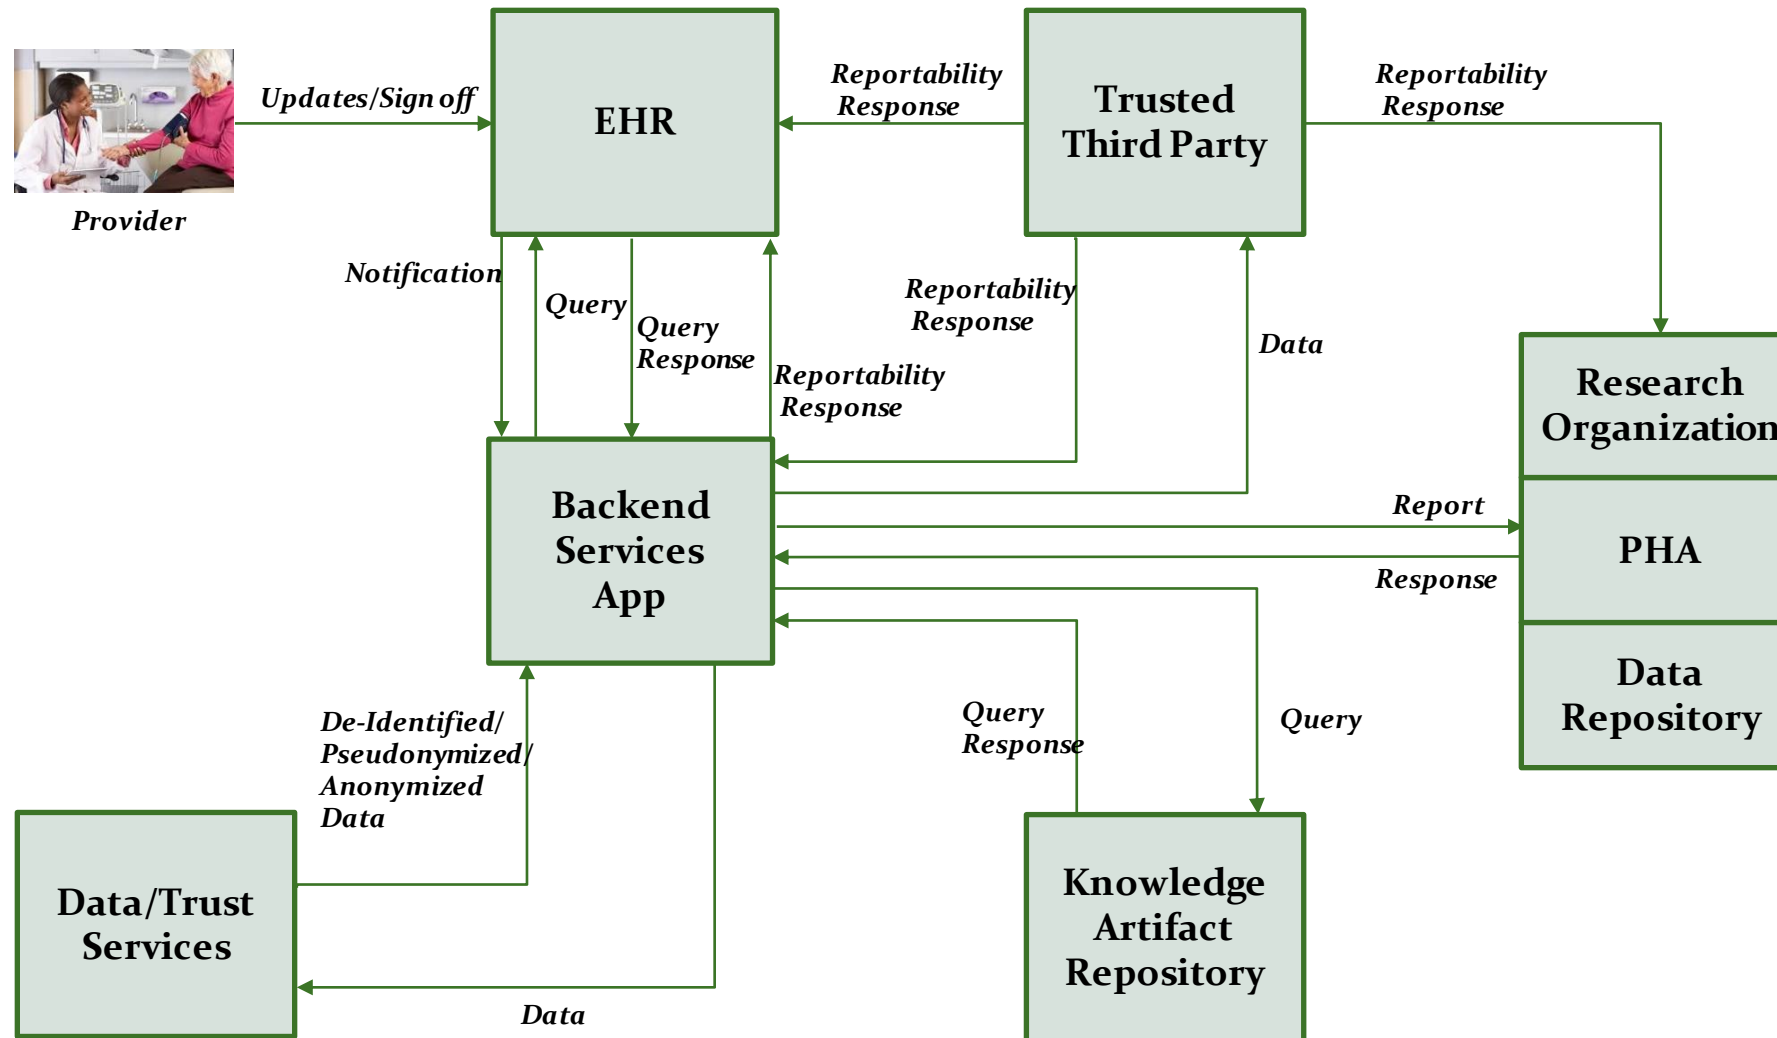 Updates/Sign off
Provider
EHR
Reportability
Response
Trusted
Third Party
Reportability
Response
Notification
Query
Query
Response
Reportability
Response
Reportability
Response
Data
Research
Organization
PHA
Data
Repository
Backend
Services
App
Report
Response
De-Identified/
Pseudonymized/
Anonymized
Data
Query
Response
Query
Data/Trust
Services
Data
Knowledge
Artifact
Repository